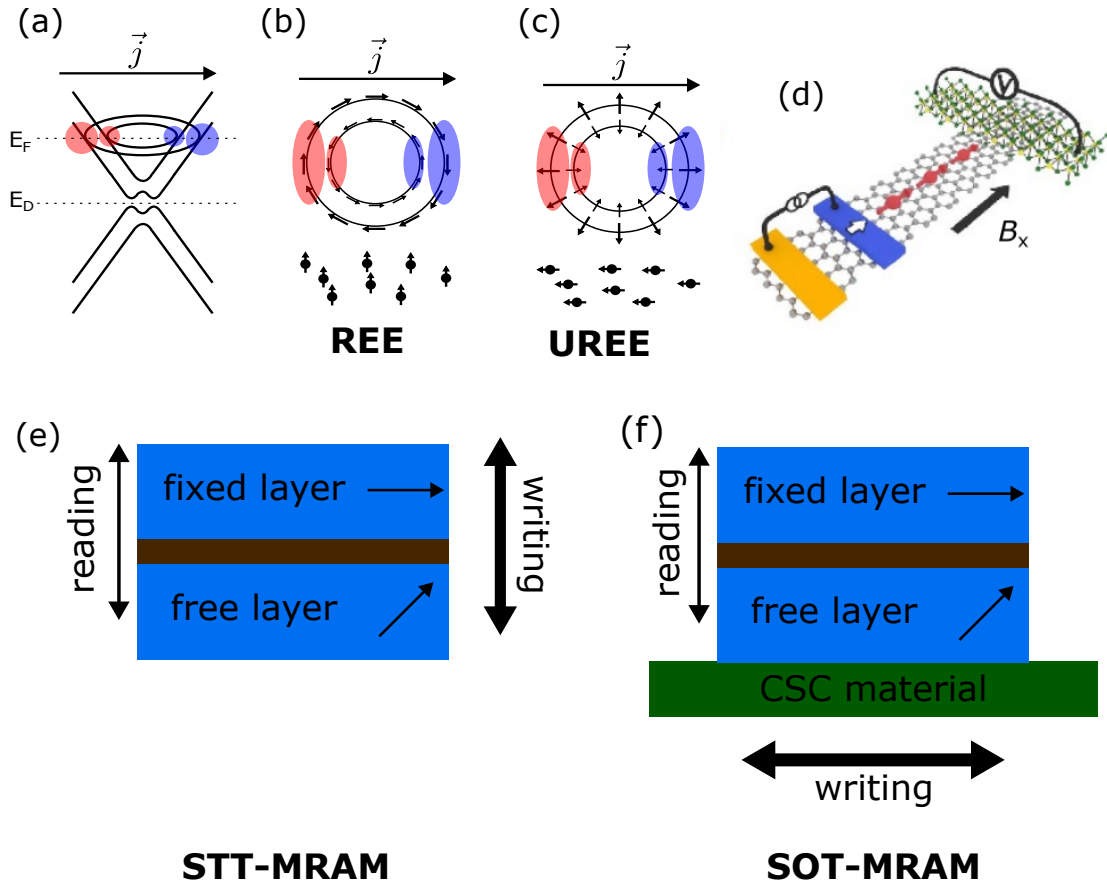 (a)
j
E_F
E_D
(b)
j
REE
(c)
j
UREE
(d)
V
B_x
(e)
reading
fixed layer
free layer
writing
STT-MRAM
(f)
reading
fixed layer
free layer
CSC material
writing
SOT-MRAM